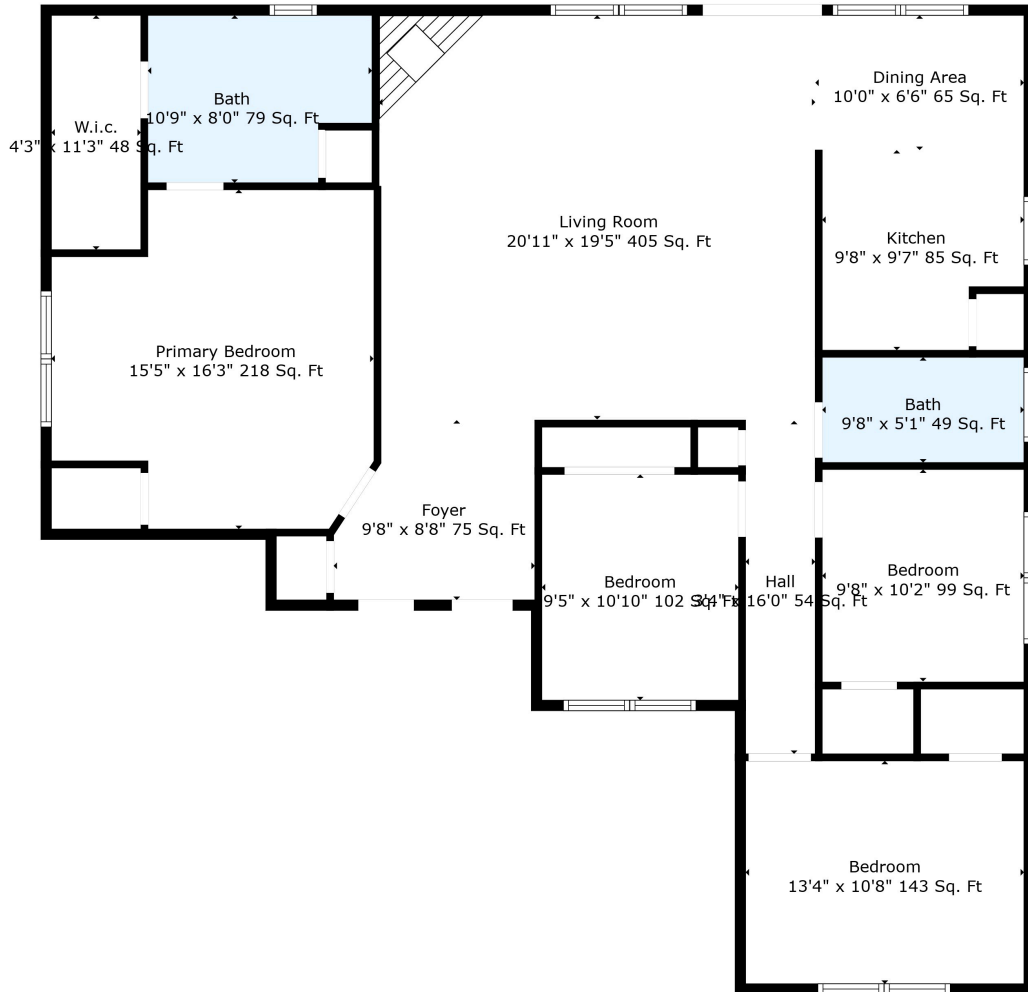 Bath
10'9" x 8'0" 79 Sq. Ft
W.i.c.
4'3" x 11'3" 48 Sq. Ft
Dining Area
10'0" x 6'6" 65 Sq. Ft
Living Room
20'11" x 19'5" 405 Sq. Ft
Kitchen
9'8" x 9'7" 85 Sq. Ft
Primary Bedroom
15'5" x 16'3" 218 Sq. Ft
Bath
9'8" x 5'1" 49 Sq. Ft
Foyer
9'8" x 8'8" 75 Sq. Ft
Bedroom
9'5" x 10'10" 102 Sq. Ft
Hall
3'4" x 16'0" 54 Sq. Ft
Bedroom
9'8" x 10'2" 99 Sq. Ft
Bedroom
13'4" x 10'8" 143 Sq. Ft